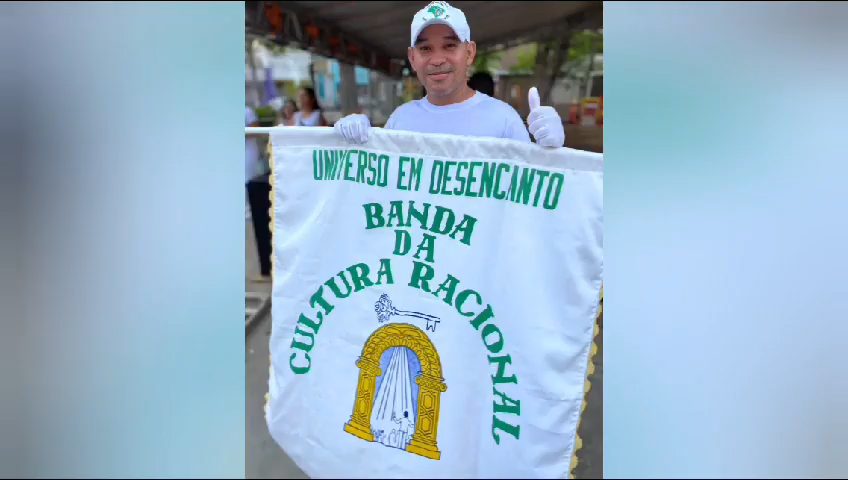 UNIVERSO EM DESENCANTO
BANDA
DA
CULTURA RACIONAL